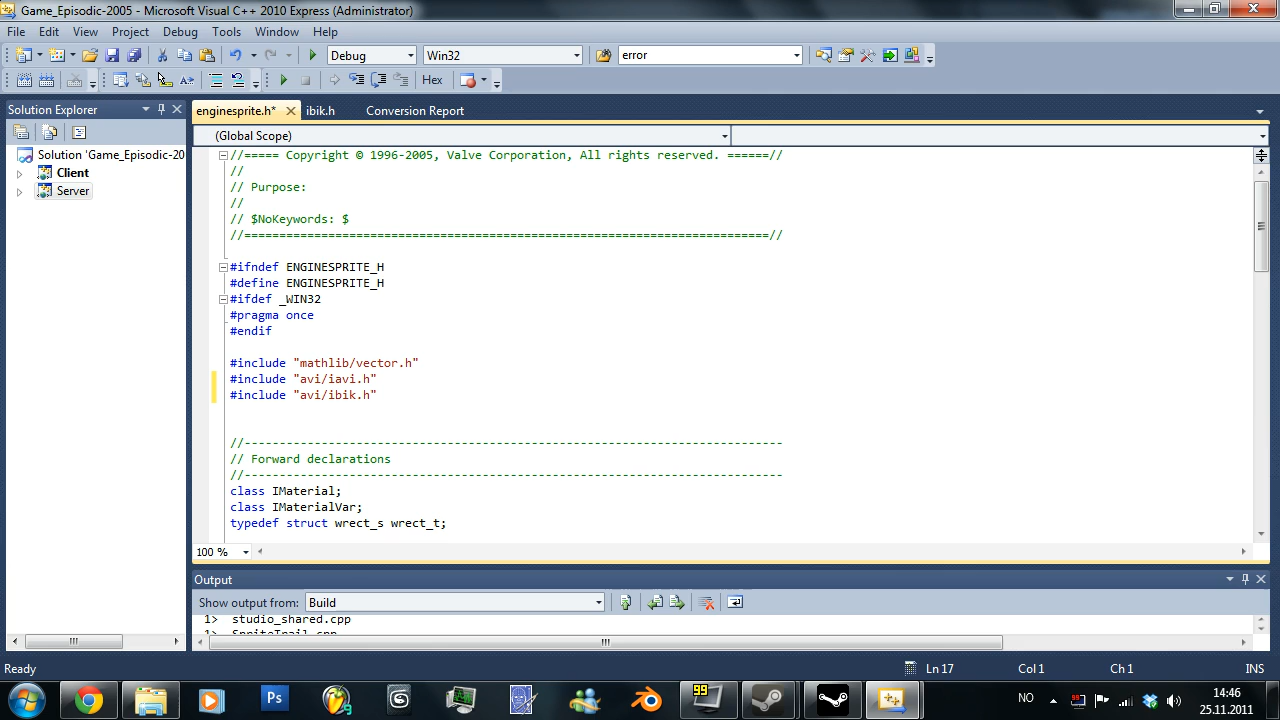 Game_Episodic-2005 - Microsoft Visual C++ 2010 Express (Administrator)
File Edit View Project Debug Tools Window Help
Debug Win32 error
Hex
Solution Explorer
enginesprite.h* ibik.h Conversion Report
(Global Scope)
Solution 'Game_Episodic-20
Client
Server
//===== Copyright © 1996-2005, Valve Corporation, All rights reserved. ======//
//
// Purpose:
//
// $NoKeywords: $
//===========================================================================//
#ifndef ENGINESPRITE_H
#define ENGINESPRITE_H
#ifdef _WIN32
#pragma once
#endif
#include "mathlib/vector.h"
#include "avi/iavi.h"
#include "avi/ibik.h"
//-----------------------------------------------------------------------------
// Forward declarations
//-----------------------------------------------------------------------------
class IMaterial;
class IMaterialVar;
typedef struct wrect_s wrect_t;
100 %
Output
Show output from: Build
1> studio_shared.cpp
1> SpriteTrail.cpp
Ready Ln 17 Col 1 Ch 1 INS
Ps 99 NO 99 14:46
25.11.2011